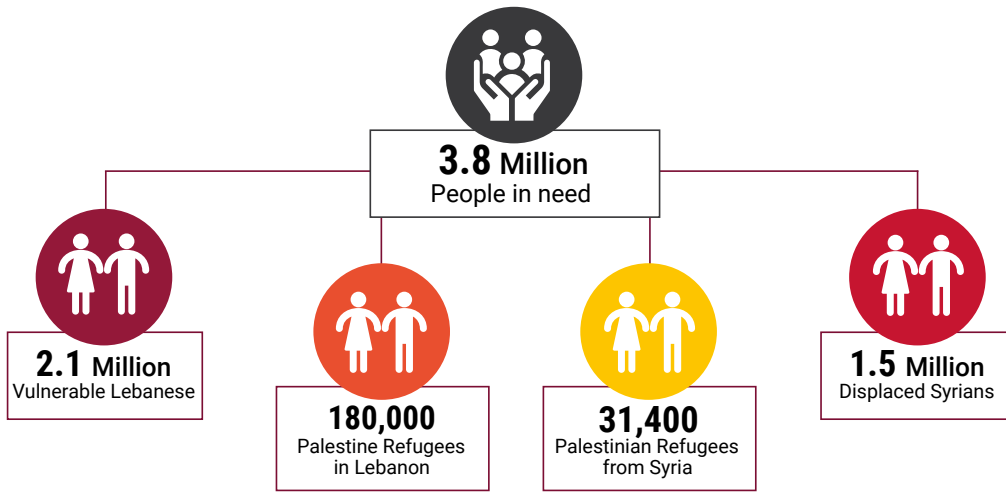 3.8 Million
People in need
2.1 Million
Vulnerable Lebanese
180,000
Palestine Refugees
in Lebanon
31,400
Palestinian Refugees
from Syria
1.5 Million
Displaced Syrians